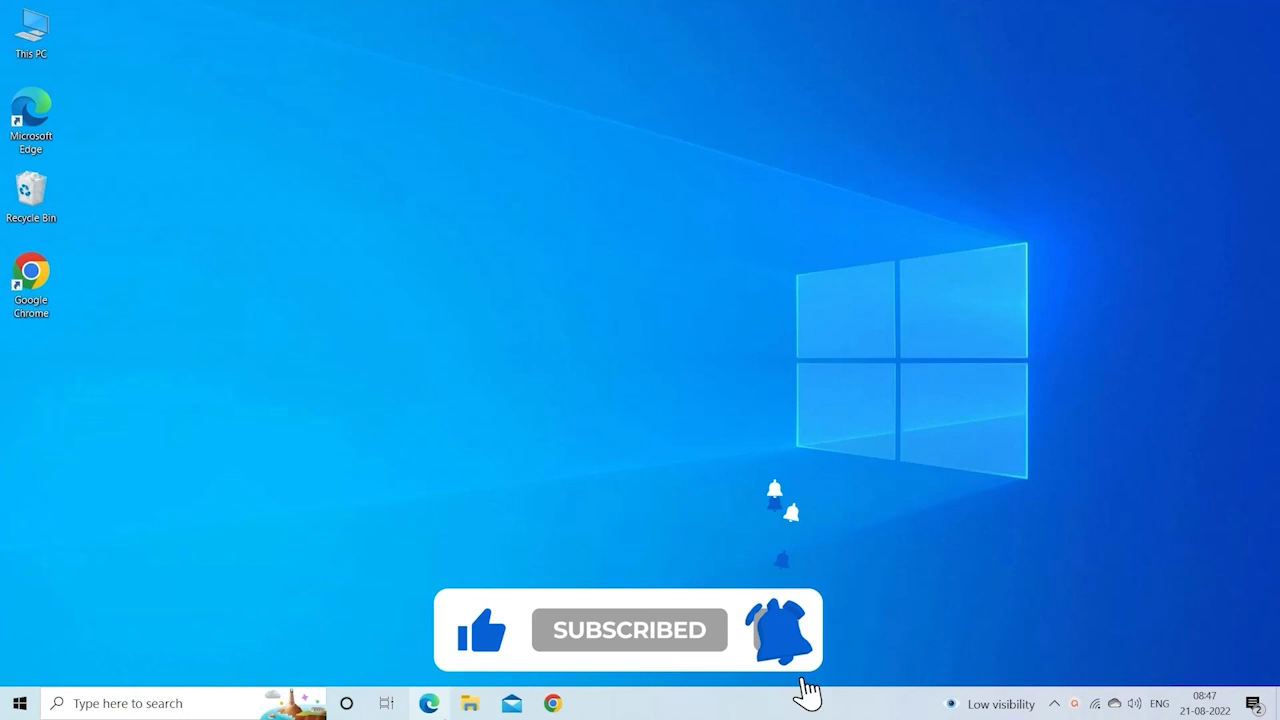 This PC
Microsoft
Edge
Recycle Bin
Google
Chrome
SUBSCRIBED
Type here to search
Low visibility
ENG
08:47
21-08-2022
2